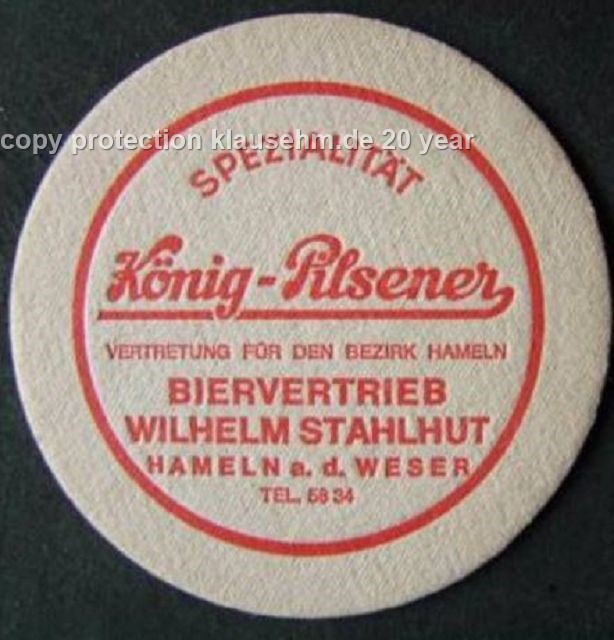 copy protection klausehm.de 20 year
SPEZIALITÄT
König-Pilsener
VERTRETUNG FÜR DEN BEZIRK HAMELN
BIERVERTRIEB
WILHELM STAHLHUT
HAMELN a. d. WESER
TEL. 58 34